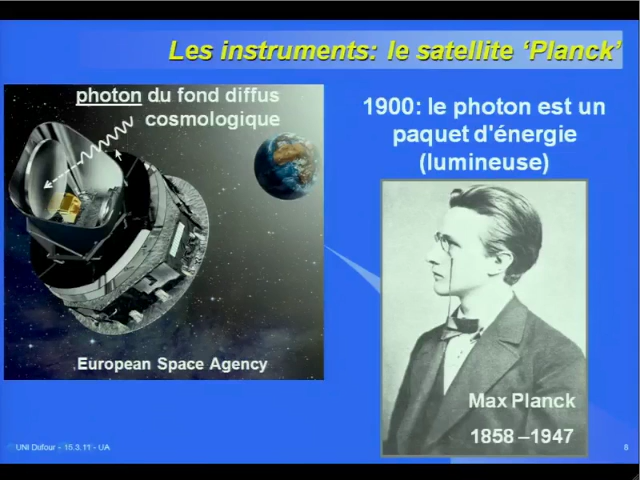 Les instruments: le satellite ‘Planck’
photon du fond diffus
cosmologique
1900: le photon est un
paquet d'énergie
(lumineuse)
European Space Agency
Max Planck
1858 –1947
UNI Dufour - 15.3.11 - UA
8